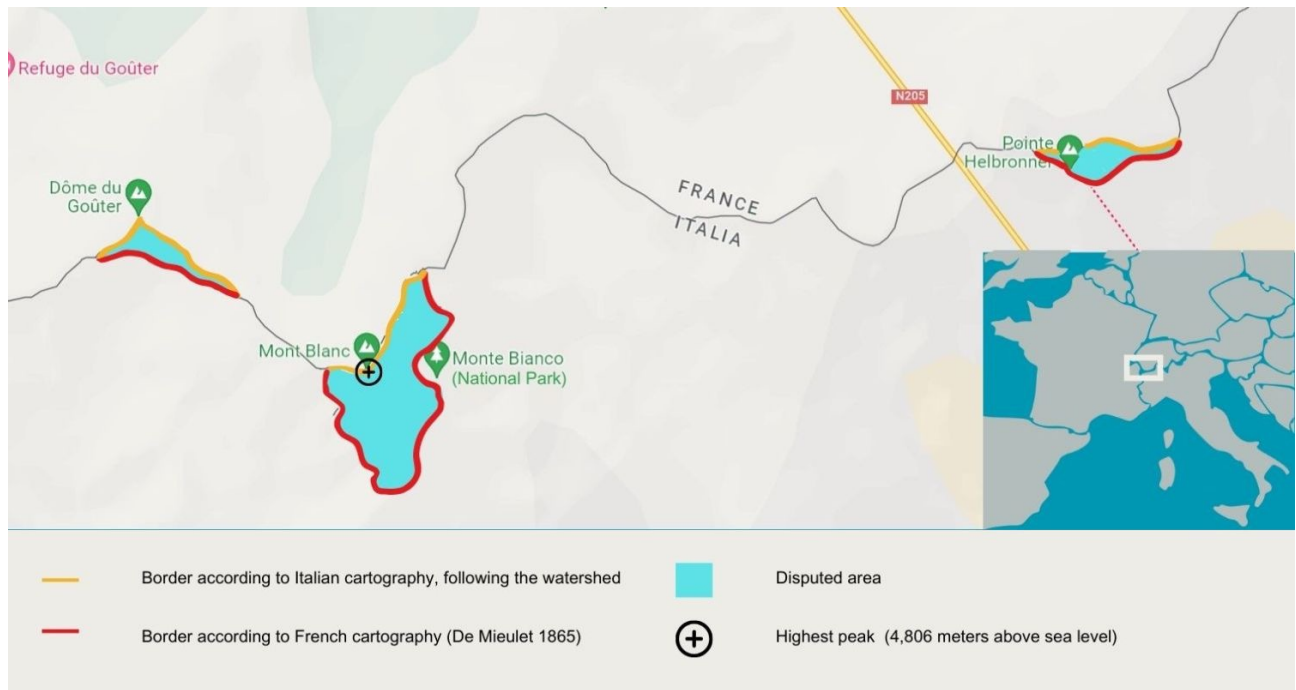 Refuge du Goûter
N205
Pointe
Helbronner
Dôme du
Goûter
FRANCE
ITALIA
Mont Blanc
Monte Bianco
(National Park)
Border according to Italian cartography, following the watershed
Disputed area
Border according to French cartography (De Mieulet 1865)
Highest peak (4,806 meters above sea level)